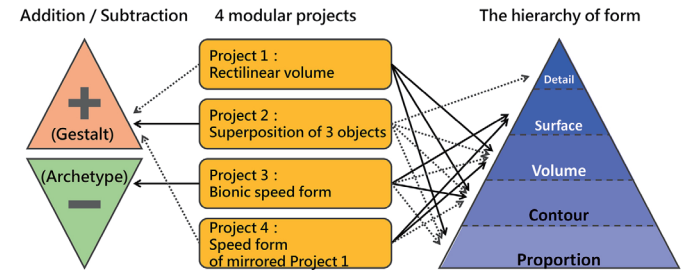 Addition / Subtraction
4 modular projects
The hierarchy of form
+
(Gestalt)
(Archetype)
−
Project 1：
Rectilinear volume
Project 2：
Superposition of 3 objects
Project 3：
Bionic speed form
Project 4：
Speed form
of mirrored Project 1
Detail
Surface
Volume
Contour
Proportion